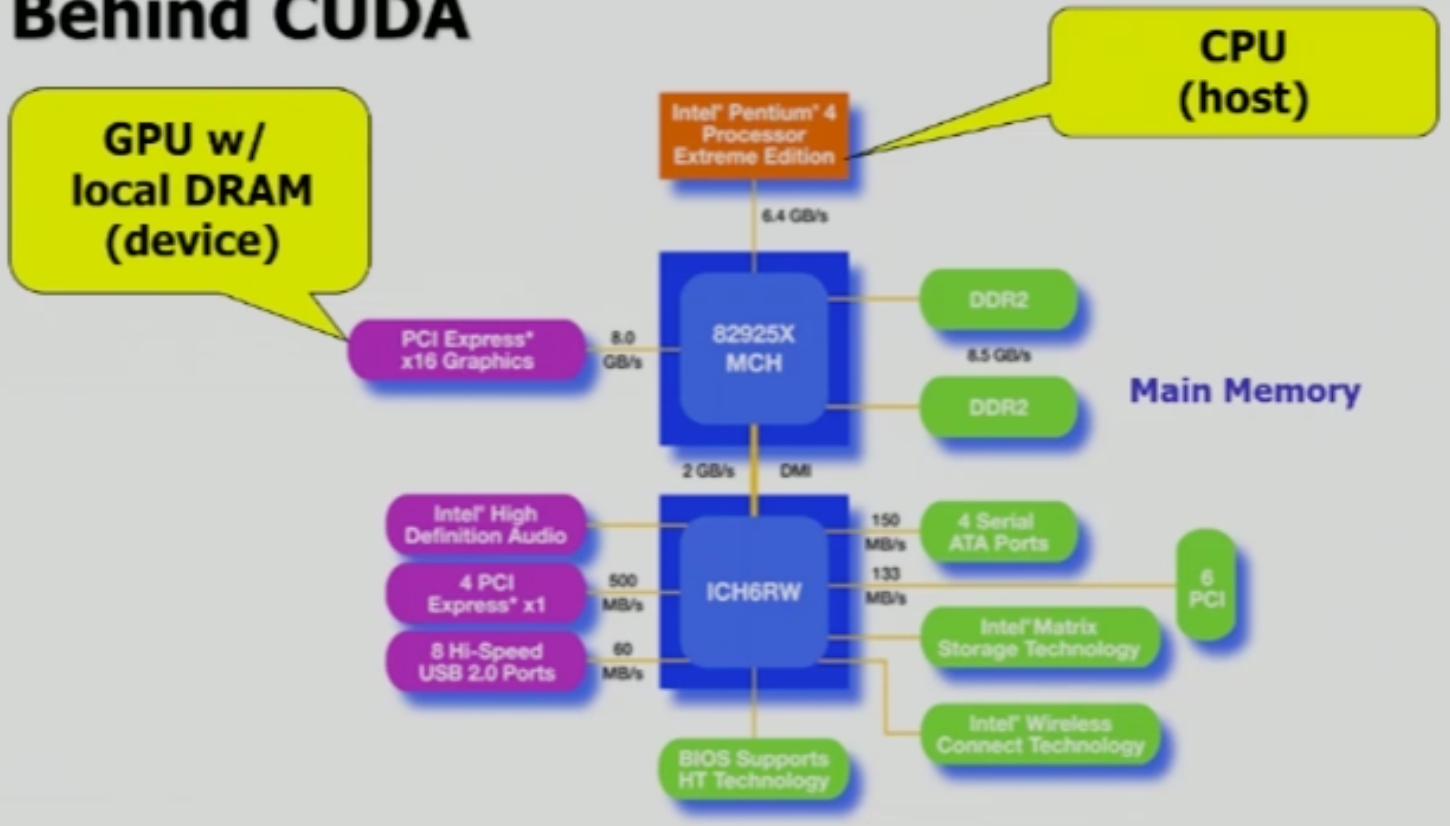 Behind CUDA
CPU
(host)
GPU w/
local DRAM
(device)
Intel® Pentium® 4
Processor
Extreme Edition
6.4 GB/s
PCI Express*
x16 Graphics
8.0
GB/s
82925X
MCH
DDR2
8.5 GB/s
DDR2
Main Memory
2 GB/s
DMI
Intel® High
Definition Audio
4 PCI
Express* x1
500
MB/s
8 Hi-Speed
USB 2.0 Ports
60
MB/s
ICH6RW
150
MB/s
4 Serial
ATA Ports
133
MB/s
6
PCI
Intel® Matrix
Storage Technology
Intel® Wireless
Connect Technology
BIOS Supports
HT Technology